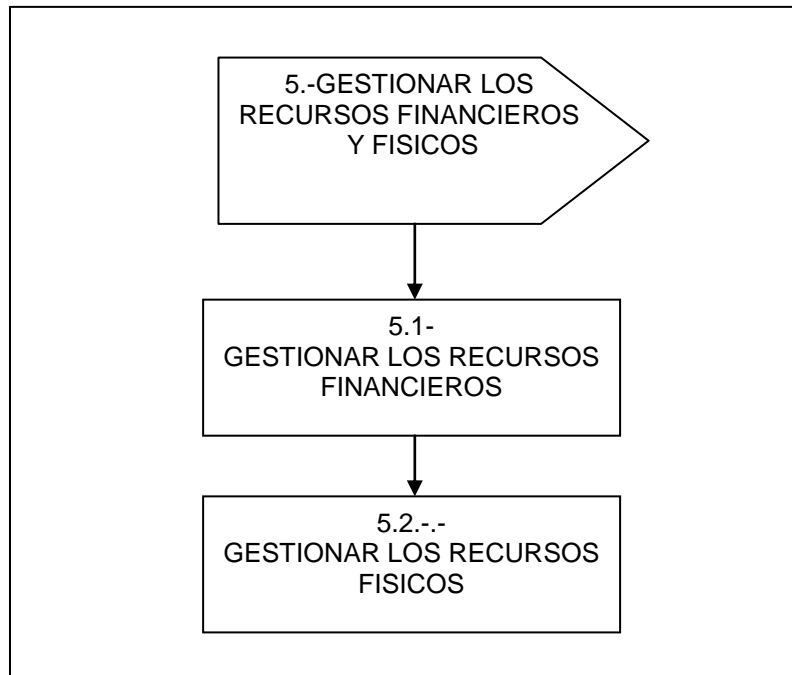 5.-GESTIONAR LOS
RECURSOS FINANCIEROS
Y FISICOS
5.1-
GESTIONAR LOS RECURSOS
FINANCIEROS
5.2.-.-
GESTIONAR LOS RECURSOS
FISICOS